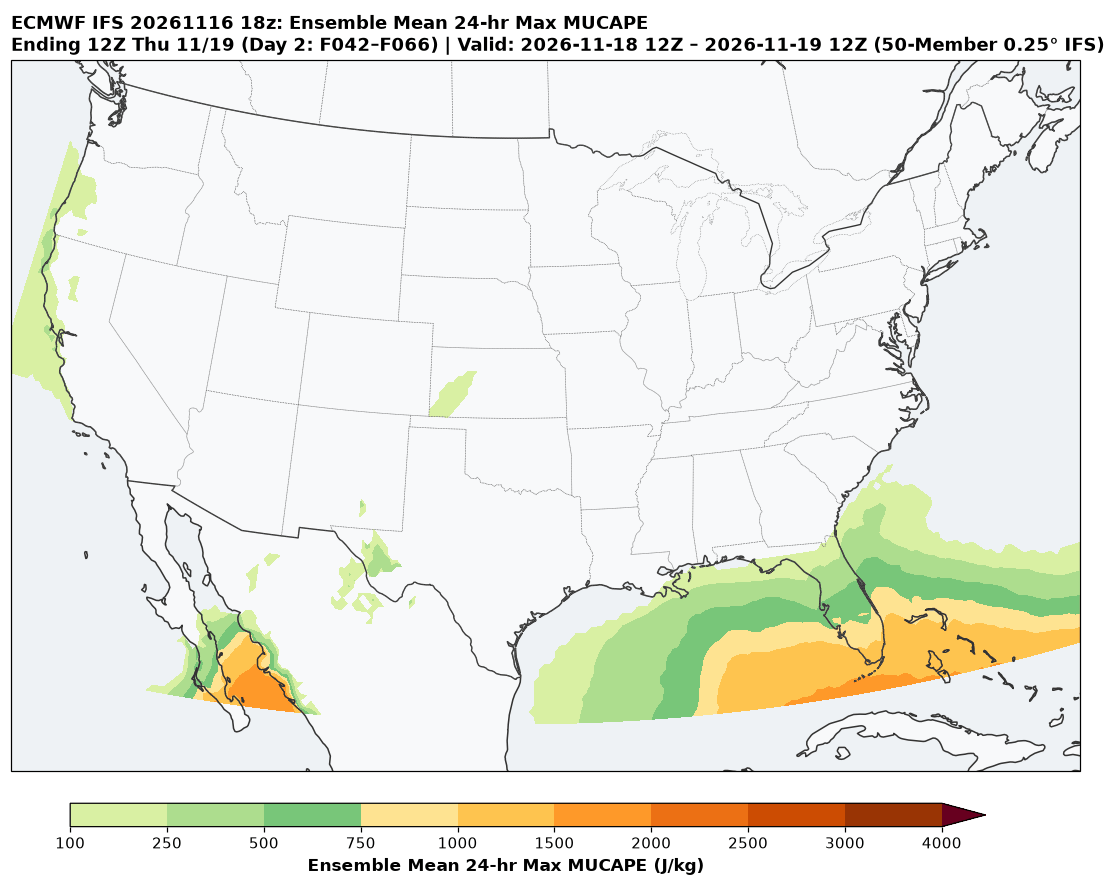 ECMWF IFS 20261116 18z: Ensemble Mean 24-hr Max MUCAPE
Ending 12Z Thu 11/19 (Day 2: F042–F066) | Valid: 2026-11-18 12Z – 2026-11-19 12Z (50-Member 0.25° IFS)
100 250 500 750 1000 1500 2000 2500 3000 4000
Ensemble Mean 24-hr Max MUCAPE (J/kg)